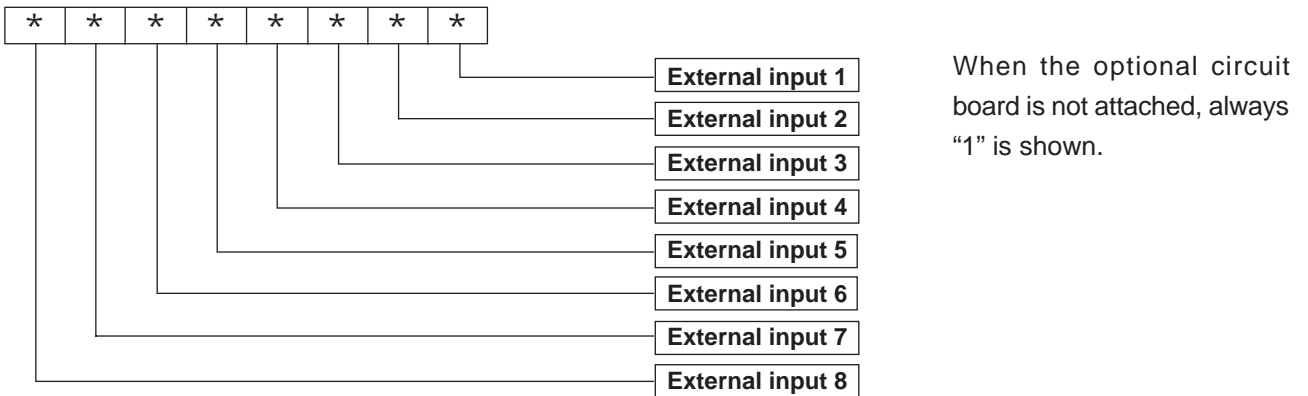 * * * * * * * *
External input 1
External input 2
External input 3
External input 4
External input 5
External input 6
External input 7
External input 8
When the optional circuit
board is not attached, always
“1” is shown.